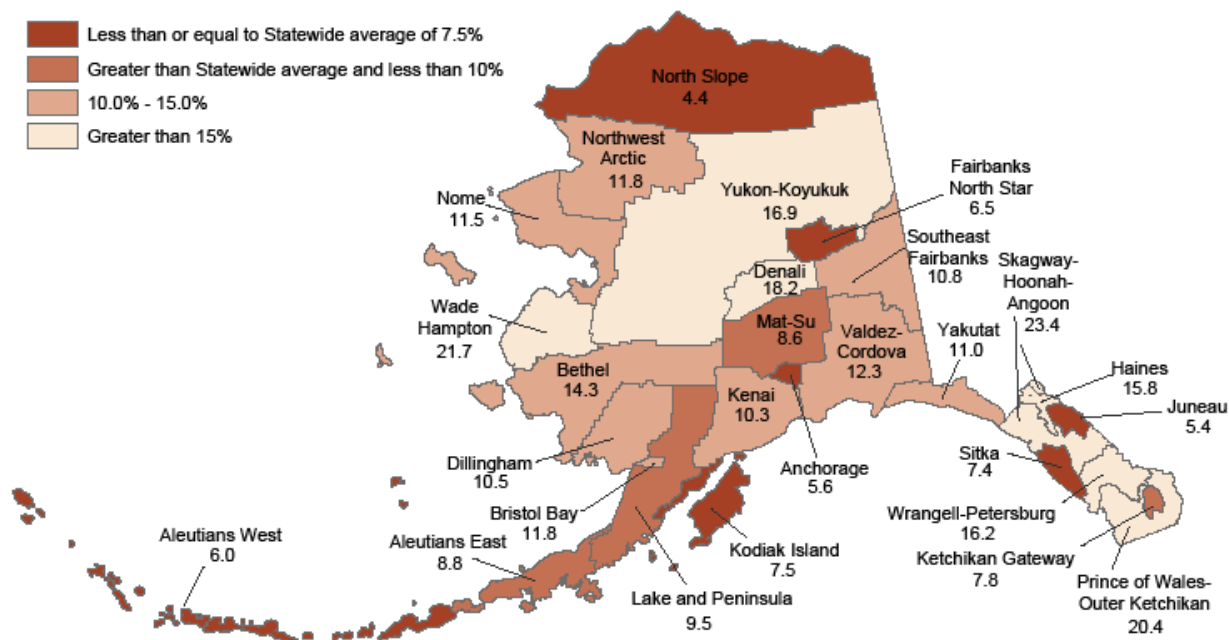 Less than or equal to Statewide average of 7.5%
Greater than Statewide average and less than 10%
10.0% - 15.0%
Greater than 15%
North Slope
4.4
Northwest
Arctic
11.8
Nome
11.5
Yukon-Koyukuk
16.9
Fairbanks
North Star
6.5
Southeast
Fairbanks
10.8
Skagway-
Hoonah-
Angoon
23.4
Denali
18.2
Wade
Hampton
21.7
Mat-Su
8.6
Valdez-
Cordova
12.3
Yakutat
11.0
Haines
15.8
Juneau
5.4
Bethel
14.3
Kenai
10.3
Dillingham
10.5
Anchorage
5.6
Sitka
7.4
Bristol Bay
11.8
Wrangell-Petersburg
16.2
Aleutians West
6.0
Aleutians East
8.8
Kodiak Island
7.5
Ketchikan Gateway
7.8
Lake and Peninsula
9.5
Prince of Wales-
Outer Ketchikan
20.4